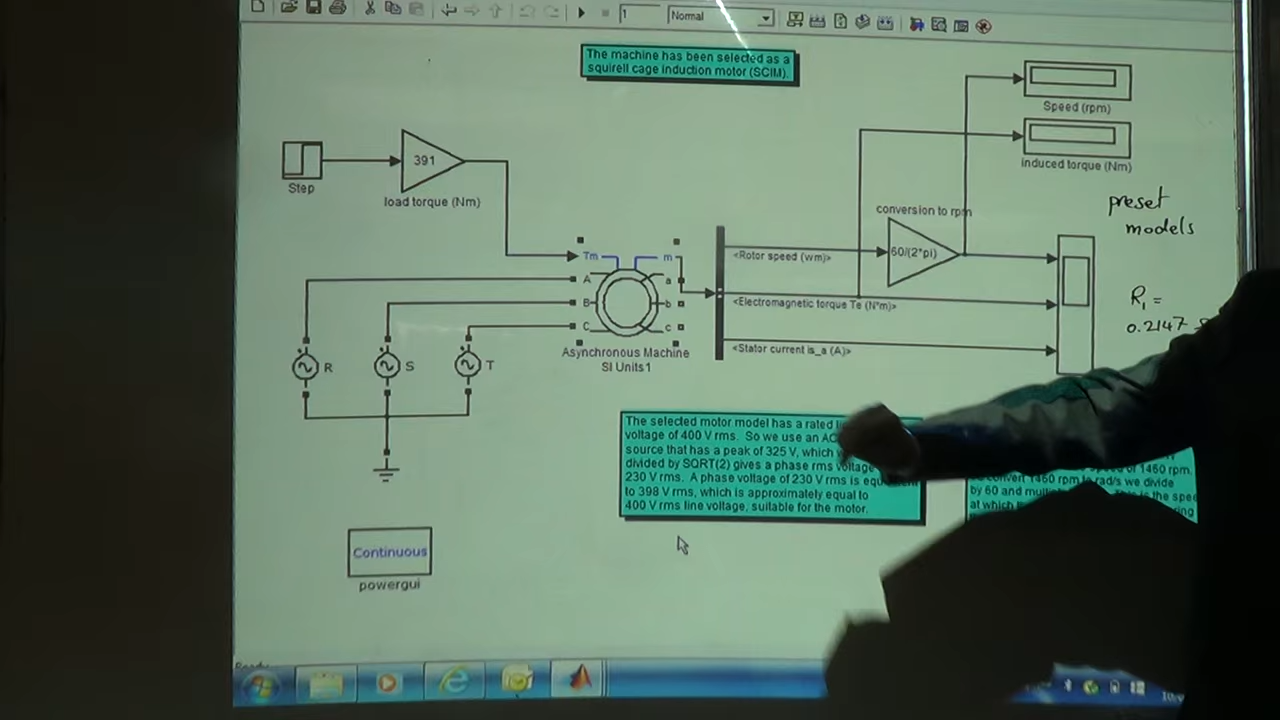 1
Normal
The machine has been selected as a
squirell cage induction motor (SCIM).
Speed (rpm)
induced torque (Nm)
Step
391
load torque (Nm)
conversion to rpm
60/(2*pi)
preset
models
R₁ =
0.2147
Tm
m
A
B
C
a
b
c
<Rotor speed (wm)>
<Electromagnetic torque Te (N*m)>
<Stator current is_a (A)>
Asynchronous Machine
SI Units1
R
S
T
The selected motor model has a rated
voltage of 400 V rms. So we use an AC
source that has a peak of 325 V, which
divided by SQRT(2) gives a phase rms voltage
230 V rms. A phase voltage of 230 V rms is
to 398 V rms, which is approximately equal to
400 V rms line voltage, suitable for the motor.
of 1460 rpm.
1460 rpm to rad/s we divide
by 60 and is the
at which
Continuous
powergui